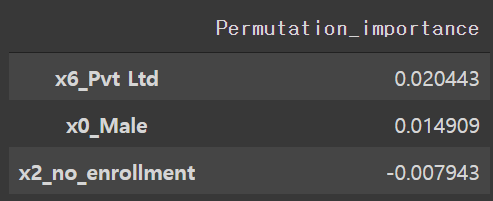 Permutation_importance
x6_Pvt Ltd 0.020443
x0_Male 0.014909
x2_no_enrollment -0.007943